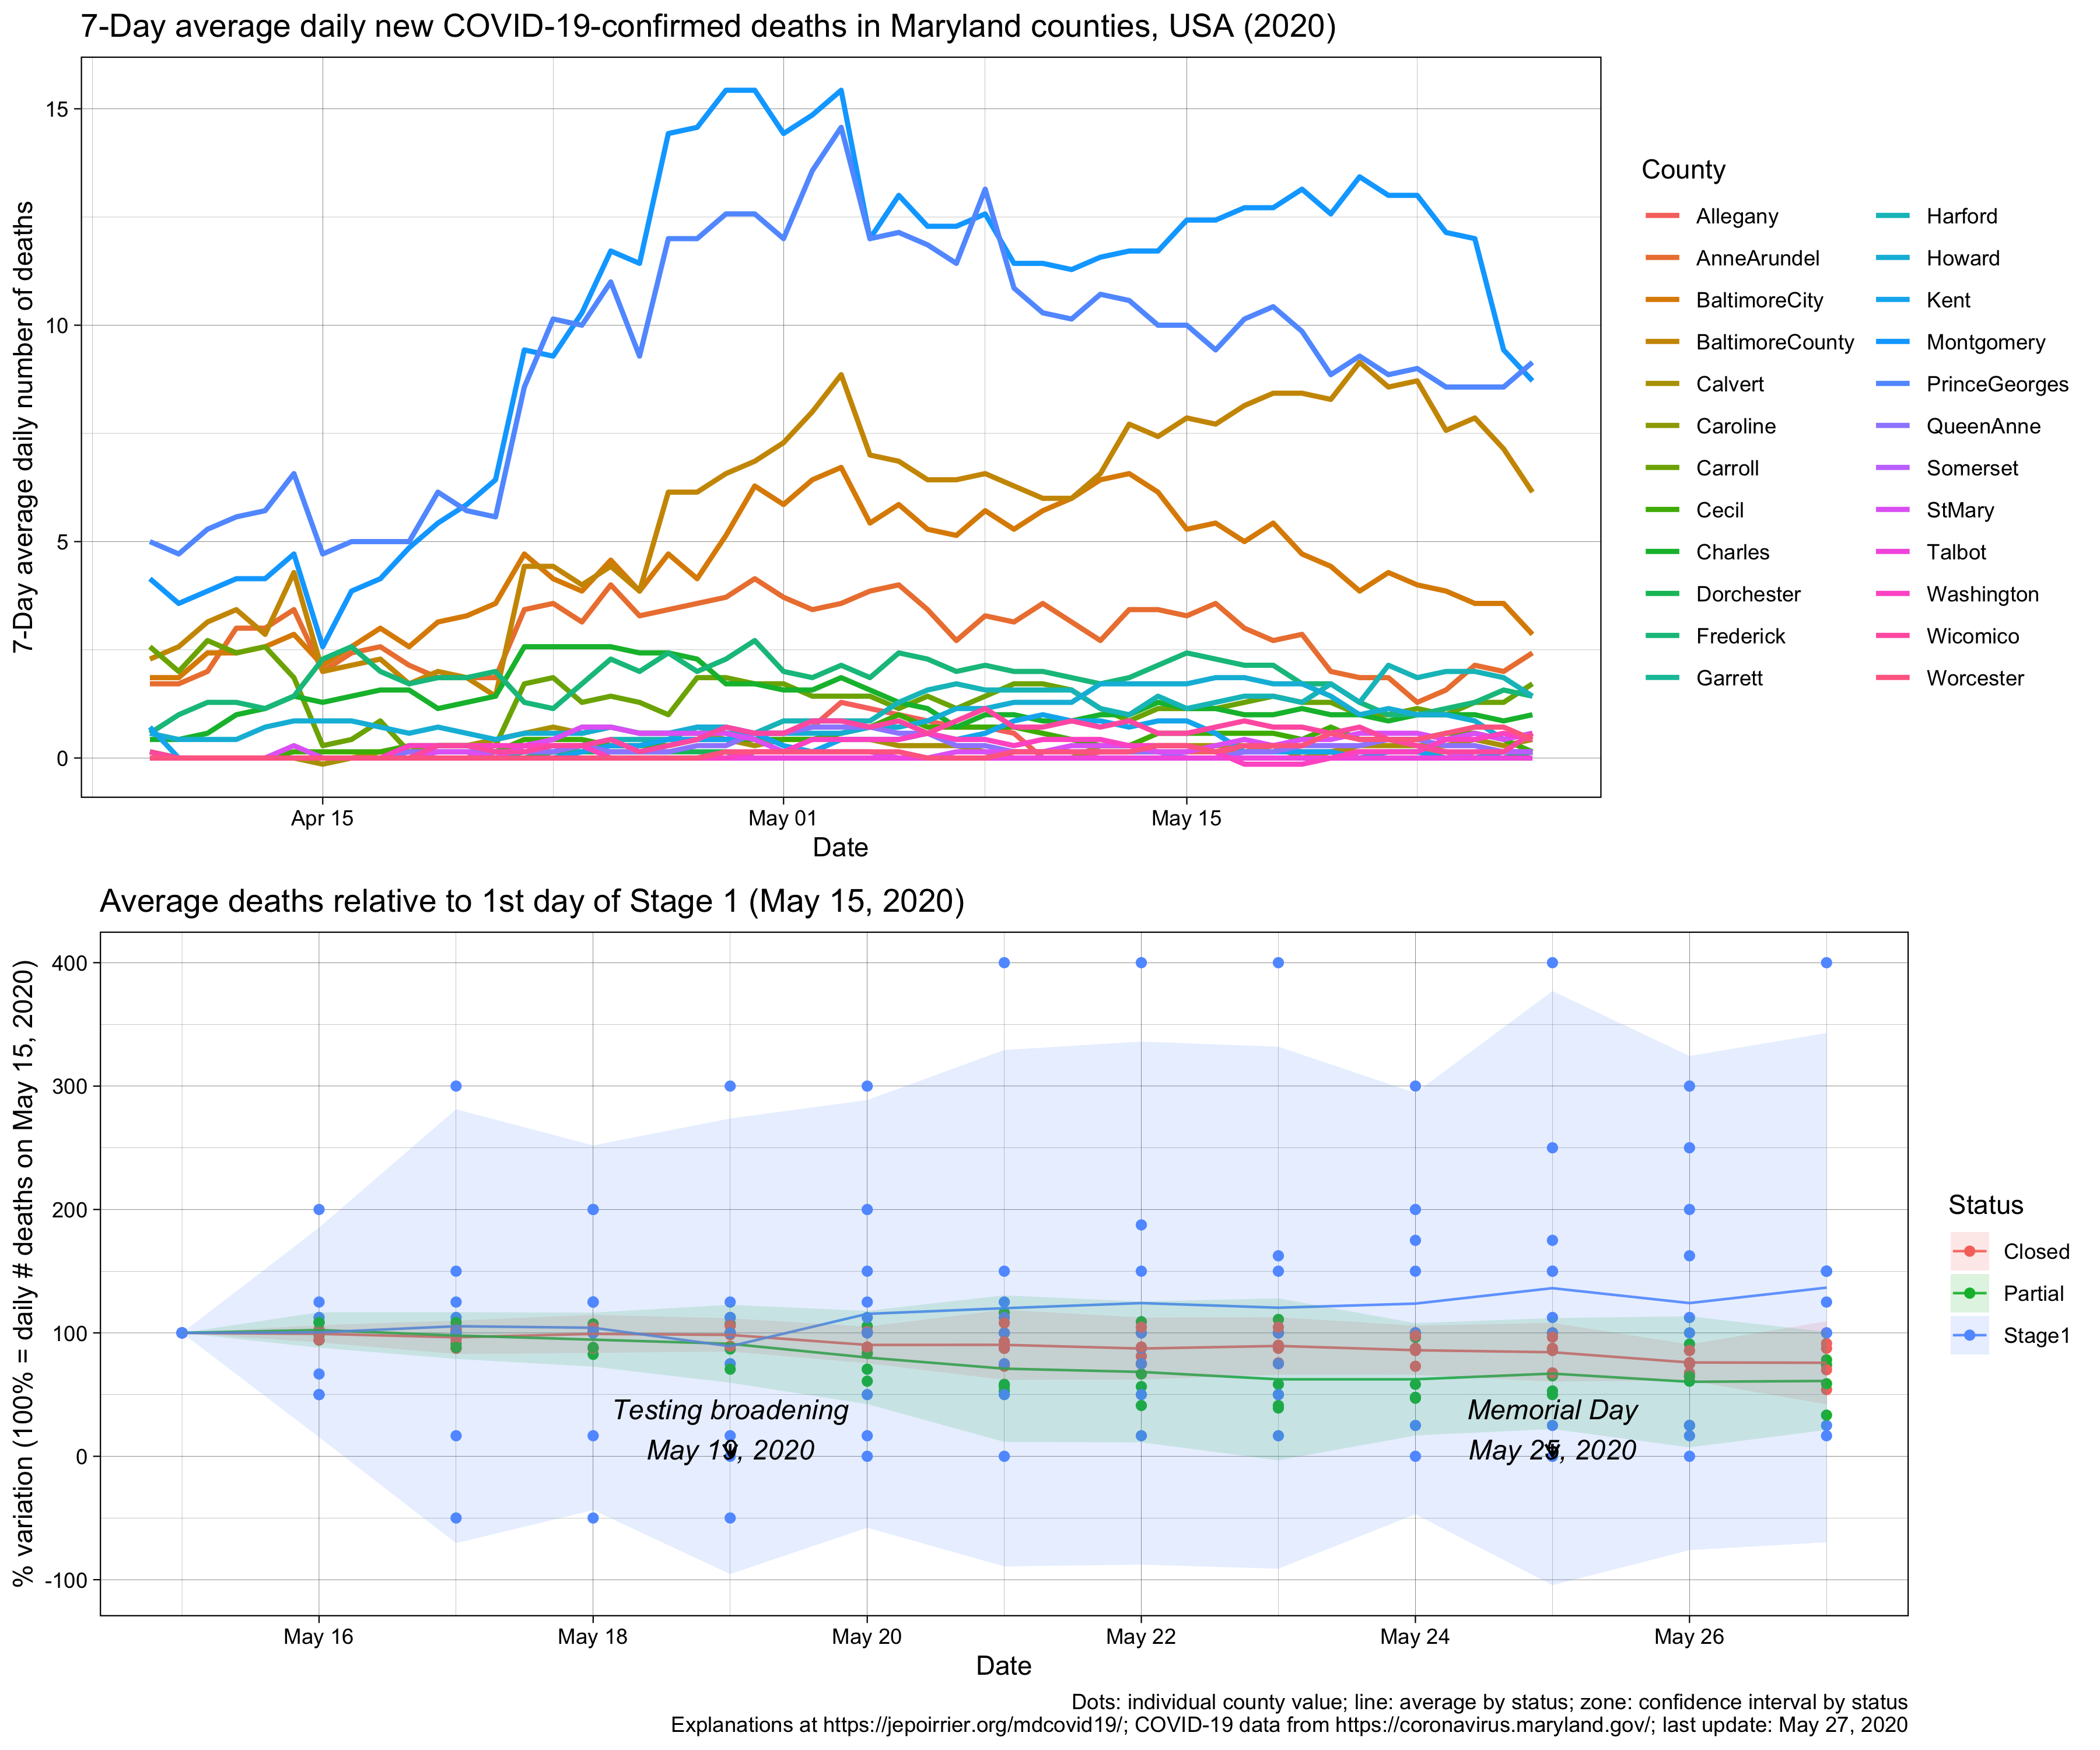 7-Day average daily new COVID-19-confirmed deaths in Maryland counties, USA (2020)
7-Day average daily number of deaths
15
10
5
0
Apr 15
May 01
May 15
Date
County
Allegany
AnneArundel
BaltimoreCity
BaltimoreCounty
Calvert
Caroline
Carroll
Cecil
Charles
Dorchester
Frederick
Garrett
Harford
Howard
Kent
Montgomery
PrinceGeorges
QueenAnne
Somerset
StMary
Talbot
Washington
Wicomico
Worcester
Average deaths relative to 1st day of Stage 1 (May 15, 2020)
% variation (100% = daily # deaths on May 15, 2020)
400
300
200
100
0
-100
Testing broadening
May 19, 2020
Memorial Day
May 25, 2020
May 16
May 18
May 20
May 22
May 24
May 26
Date
Status
Closed
Partial
Stage1
Dots: individual county value; line: average by status; zone: confidence interval by status
Explanations at https://jepoirrier.org/mdcovid19/; COVID-19 data from https://coronavirus.maryland.gov/; last update: May 27, 2020